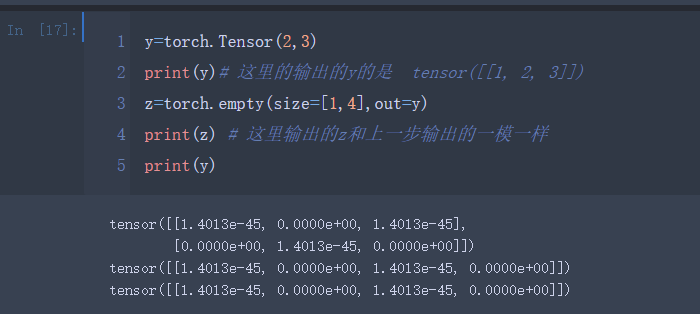 In [17]:
1 y=torch.Tensor(2,3)
2 print(y)# 这里的输出的y的是 tensor([[1, 2, 3]])
3 z=torch.empty(size=[1,4],out=y)
4 print(z) # 这里输出的z和上一步输出的一模一样
5 print(y)
tensor([[1.4013e-45, 0.0000e+00, 1.4013e-45],
[0.0000e+00, 1.4013e-45, 0.0000e+00]])
tensor([[1.4013e-45, 0.0000e+00, 1.4013e-45, 0.0000e+00]])
tensor([[1.4013e-45, 0.0000e+00, 1.4013e-45, 0.0000e+00]])